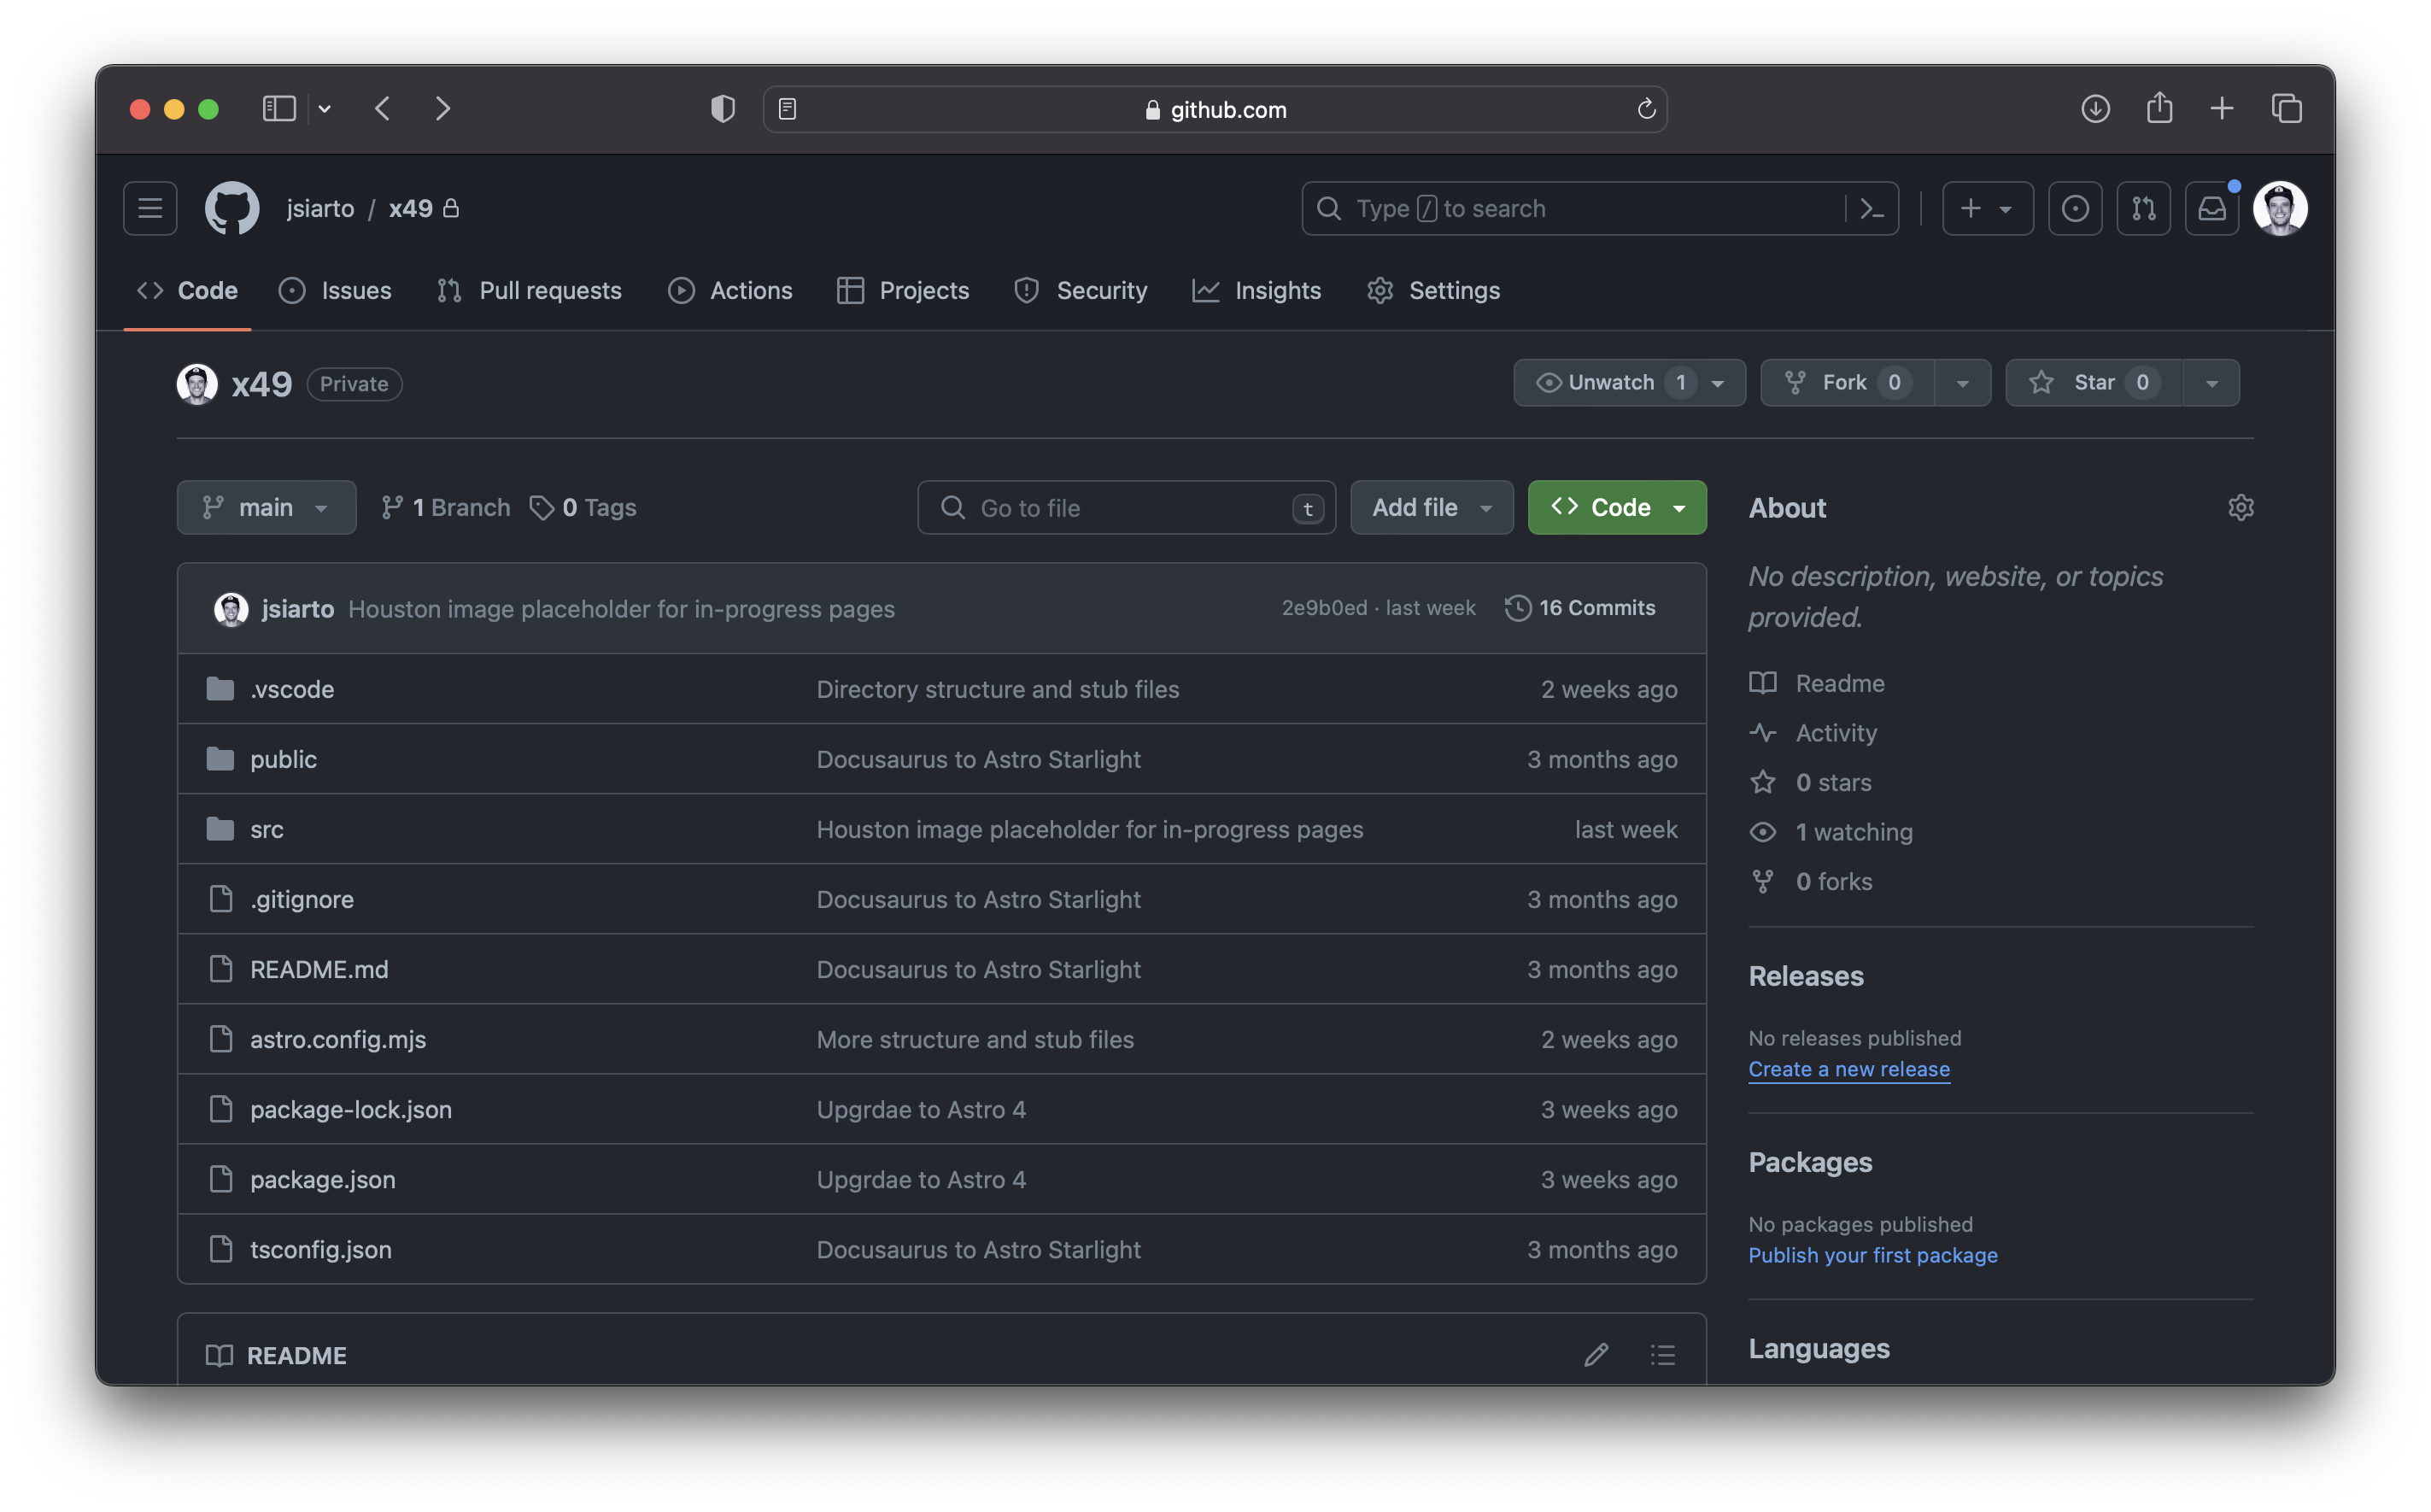 github.com
jsiarto / x49
Type / to search
Code Issues Pull requests Actions Projects Security Insights Settings
x49 Private
Unwatch 1 Fork 0 Star 0
main 1 Branch 0 Tags Go to file t Add file Code
jsiarto Houston image placeholder for in-progress pages 2e9b0ed · last week 16 Commits
.vscode Directory structure and stub files 2 weeks ago
public Docusaurus to Astro Starlight 3 months ago
src Houston image placeholder for in-progress pages last week
.gitignore Docusaurus to Astro Starlight 3 months ago
README.md Docusaurus to Astro Starlight 3 months ago
astro.config.mjs More structure and stub files 2 weeks ago
package-lock.json Upgrdae to Astro 4 3 weeks ago
package.json Upgrdae to Astro 4 3 weeks ago
tsconfig.json Docusaurus to Astro Starlight 3 months ago
README
About
No description, website, or topics
provided.
Readme
Activity
0 stars
1 watching
0 forks
Releases
No releases published
Create a new release
Packages
No packages published
Publish your first package
Languages